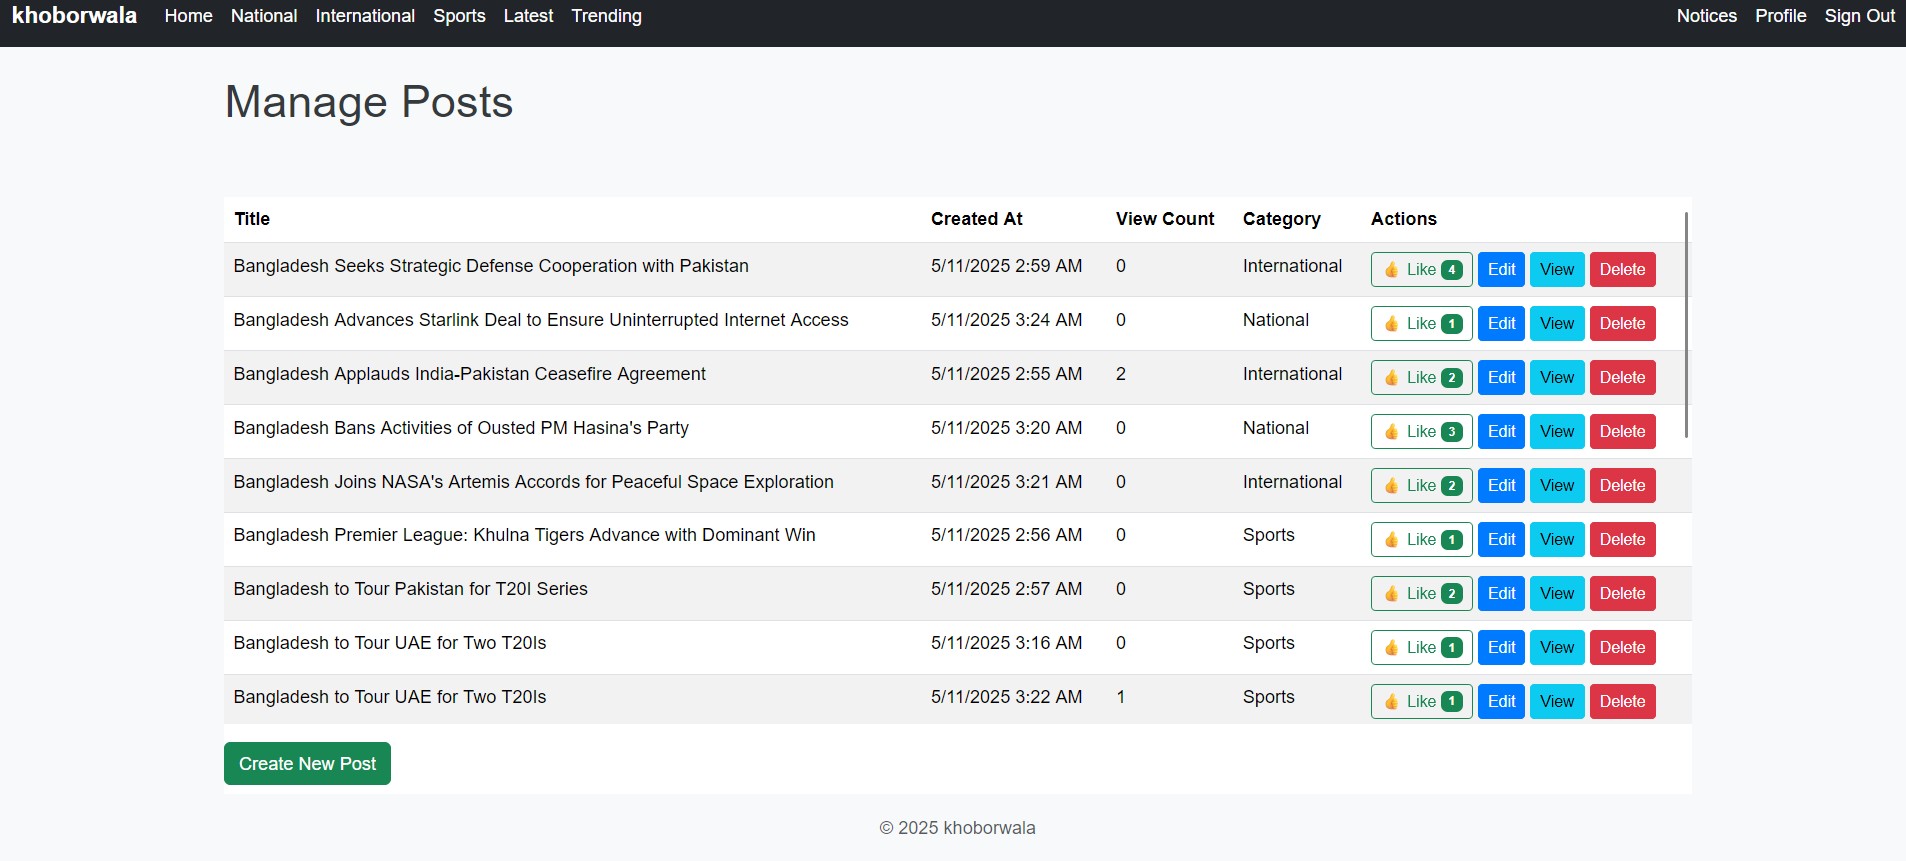 khoborwala Home National International Sports Latest Trending Notices Profile Sign Out
Manage Posts
Title Created At View Count Category Actions
Bangladesh Seeks Strategic Defense Cooperation with Pakistan 5/11/2025 2:59 AM 0 International 👍 Like 4 Edit View Delete
Bangladesh Advances Starlink Deal to Ensure Uninterrupted Internet Access 5/11/2025 3:24 AM 0 National 👍 Like 1 Edit View Delete
Bangladesh Applauds India-Pakistan Ceasefire Agreement 5/11/2025 2:55 AM 2 International 👍 Like 2 Edit View Delete
Bangladesh Bans Activities of Ousted PM Hasina's Party 5/11/2025 3:20 AM 0 National 👍 Like 3 Edit View Delete
Bangladesh Joins NASA's Artemis Accords for Peaceful Space Exploration 5/11/2025 3:21 AM 0 International 👍 Like 2 Edit View Delete
Bangladesh Premier League: Khulna Tigers Advance with Dominant Win 5/11/2025 2:56 AM 0 Sports 👍 Like 1 Edit View Delete
Bangladesh to Tour Pakistan for T20I Series 5/11/2025 2:57 AM 0 Sports 👍 Like 2 Edit View Delete
Bangladesh to Tour UAE for Two T20Is 5/11/2025 3:16 AM 0 Sports 👍 Like 1 Edit View Delete
Bangladesh to Tour UAE for Two T20Is 5/11/2025 3:22 AM 1 Sports 👍 Like 1 Edit View Delete
Create New Post
© 2025 khoborwala